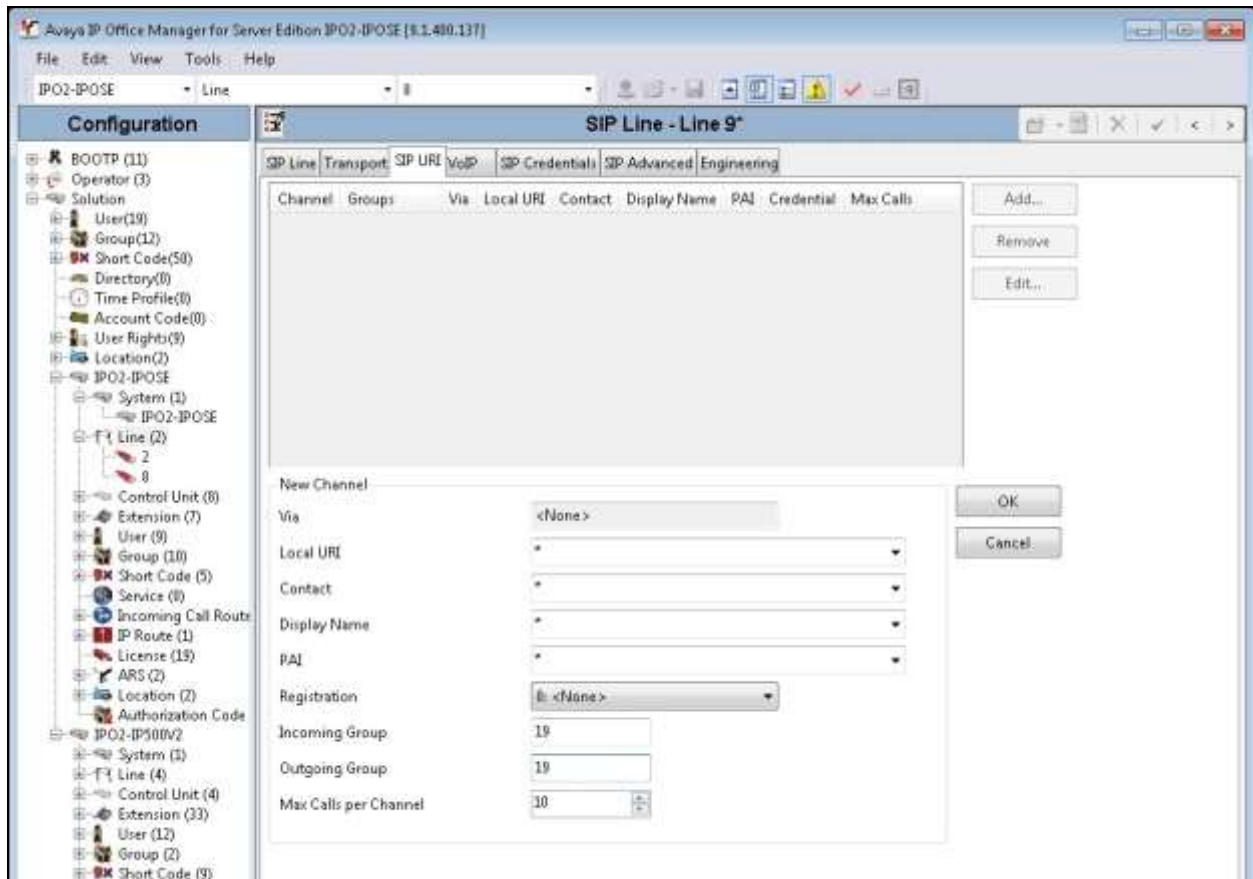 Avaya IP Office Manager for Server Edition IPO2-IPOSE [9.1.400.137]
File Edit View Tools Help
IPO2-IPOSE Line 8
Configuration
SIP Line - Line 9*
BOOTP (11)
Operator (3)
Solution
User(19)
Group(12)
Short Code(50)
Directory(0)
Time Profile(0)
Account Code(0)
User Rights(9)
Location(2)
IPO2-IPOSE
System (1)
IPO2-IPOSE
Line (2)
2
8
Control Unit (8)
Extension (7)
User (9)
Group (10)
Short Code (5)
Service (0)
Incoming Call Route
IP Route (1)
License (19)
ARS (2)
Location (2)
Authorization Code
IPO2-IP500V2
System (1)
Line (4)
Control Unit (4)
Extension (33)
User (12)
Group (2)
Short Code (9)
SIP Line Transport SIP URI VoIP SIP Credentials SIP Advanced Engineering
Channel Groups Via Local URI Contact Display Name PAI Credential Max Calls
Add...
Remove
Edit...
New Channel
Via <None>
Local URI *
Contact *
Display Name *
PAI *
Registration 0: <None>
Incoming Group 19
Outgoing Group 19
Max Calls per Channel 10
OK
Cancel